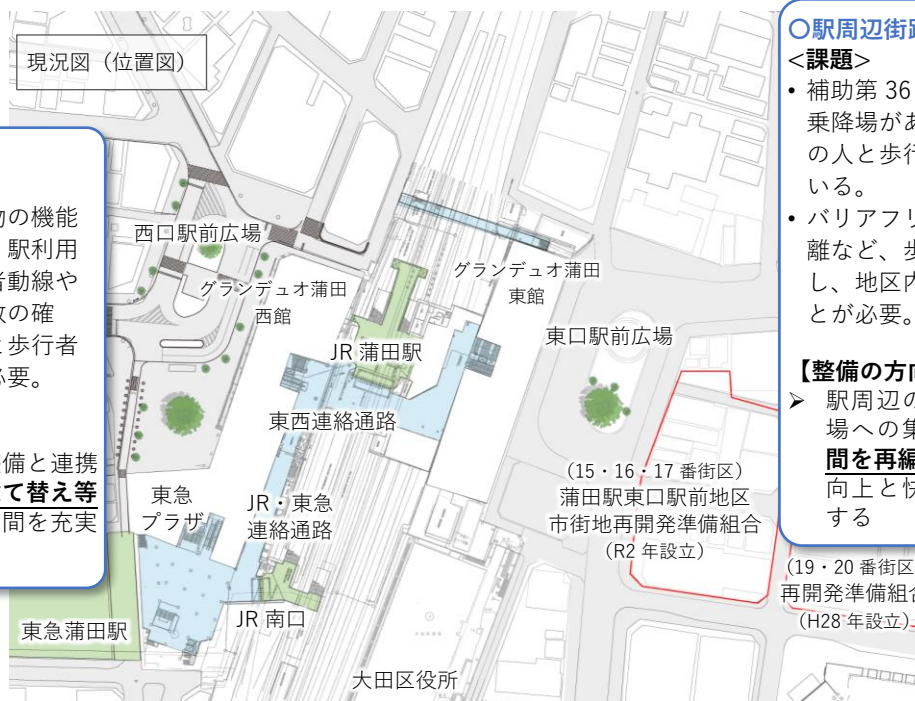 現況図（位置図）
物の機能
駅利用
者動線や
数の確
と歩行者
必要。
整備と連携
建て替え等
間を充実
西口駅前広場
グランデュオ蒲田
西館
グランデュオ蒲田
東館
JR 蒲田駅
東口駅前広場
東西連絡通路
東急
プラザ
JR・東急
連絡通路
JR 南口
東急蒲田駅
大田区役所
（15・16・17 番街区）
蒲田駅東口駅前地区
市街地再開発準備組合
（R2 年設立）
〇駅周辺街路
<課題>
• 補助第 36
乗降場があ
の人と歩行
いる。
• バリアフリ
離など、歩
し、地区内
とが必要。
【整備の方向
➢ 駅周辺の
場への集
間を再編
向上と快
する
（19・20 番街区
再開発準備組合
（H28 年設立）